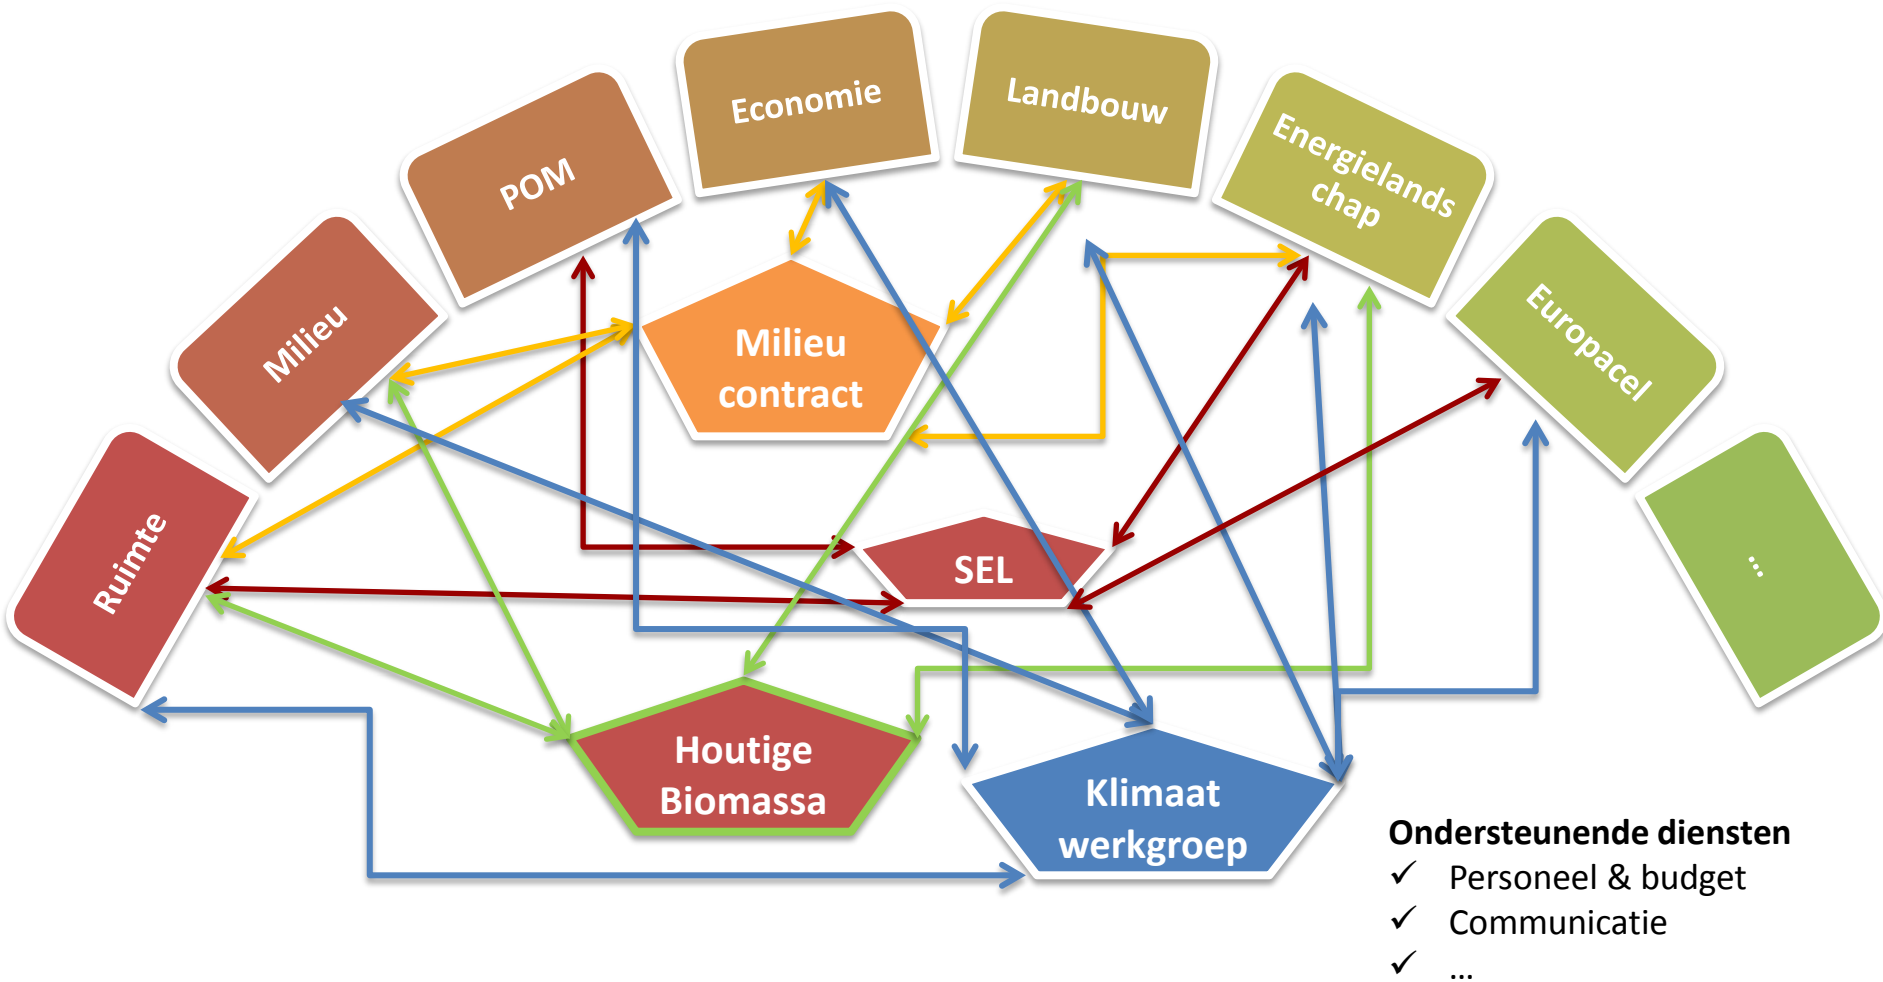 Economie
Landbouw
Energielands
chap
POM
Milieu
Europacel
Milieu
contract
Ruimte
SEL
...
Houtige
Biomassa
Klimaat
werkgroep
Ondersteunende diensten
✓ Personeel & budget
✓ Communicatie
✓ ...